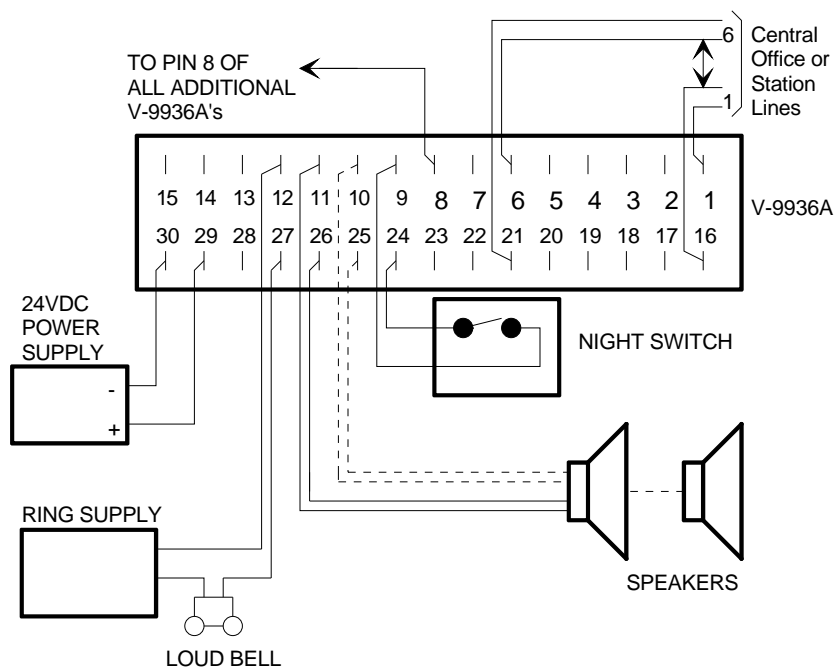 6 Central
Office or
Station
1 Lines
TO PIN 8 OF
ALL ADDITIONAL
V-9936A's
15 14 13 12 11 10 9 8 7 6 5 4 3 2 1
30 29 28 27 26 25 24 23 22 21 20 19 18 17 16
V-9936A
24VDC
POWER
SUPPLY
-
+
NIGHT SWITCH
RING SUPPLY
SPEAKERS
LOUD BELL